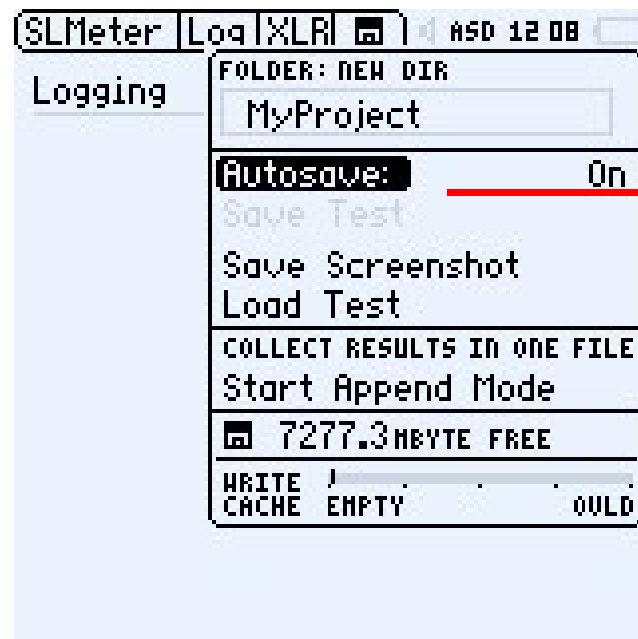 SLMeter Log XLR ASD 12 08
Logging
FOLDER: NEW DIR
MyProject
Autosave: On
Save Test
Save Screenshot
Load Test
COLLECT RESULTS IN ONE FILE
Start Append Mode
7277.3 MBYTE FREE
WRITE
CACHE EMPTY OVLD